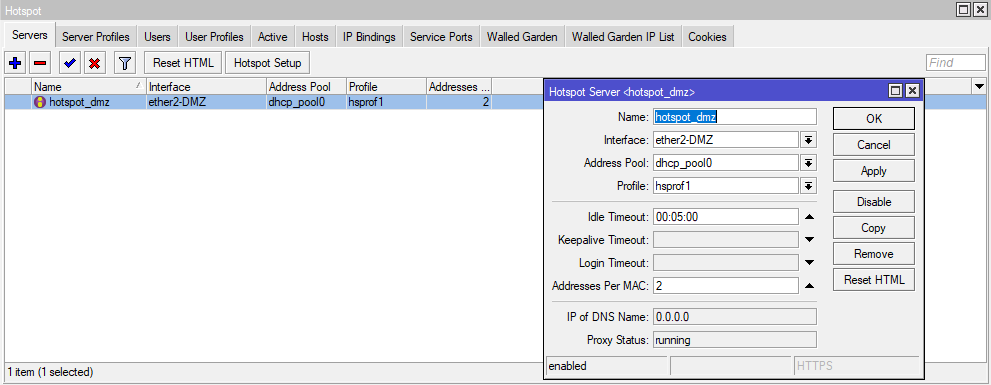 Hotspot
Servers Server Profiles Users User Profiles Active Hosts IP Bindings Service Ports Walled Garden Walled Garden IP List Cookies
Reset HTML Hotspot Setup Find
Name Interface Address Pool Profile Addresses ...
hotspot_dmz ether2-DMZ dhcp_pool0 hsprof1 2
Hotspot Server <hotspot_dmz>
Name: hotspot_dmz OK
Interface: ether2-DMZ Cancel
Address Pool: dhcp_pool0 Apply
Profile: hsprof1
Disable
Idle Timeout: 00:05:00 Copy
Keepalive Timeout: Remove
Login Timeout: Reset HTML
Addresses Per MAC: 2
IP of DNS Name: 0.0.0.0
Proxy Status: running
enabled HTTPS
1 item (1 selected)